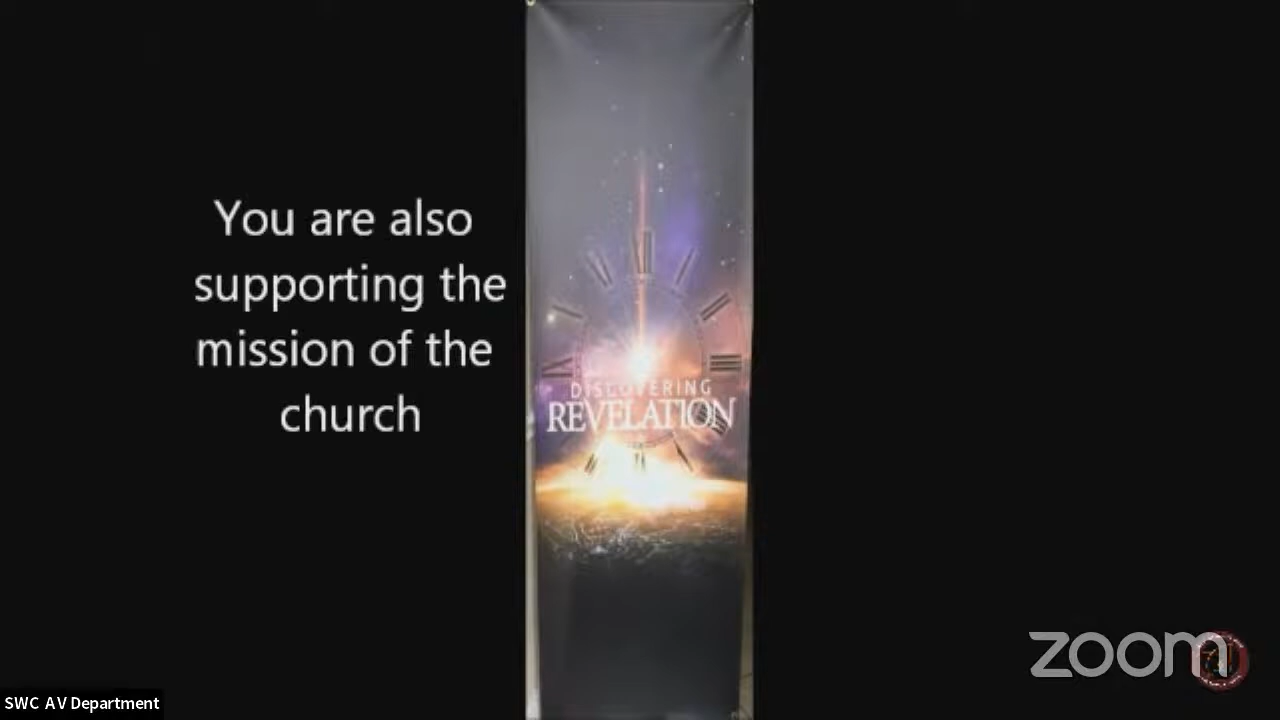 You are also
supporting the
mission of the
church
DISCOVERING
REVELATION
zoom
SWC AV Department